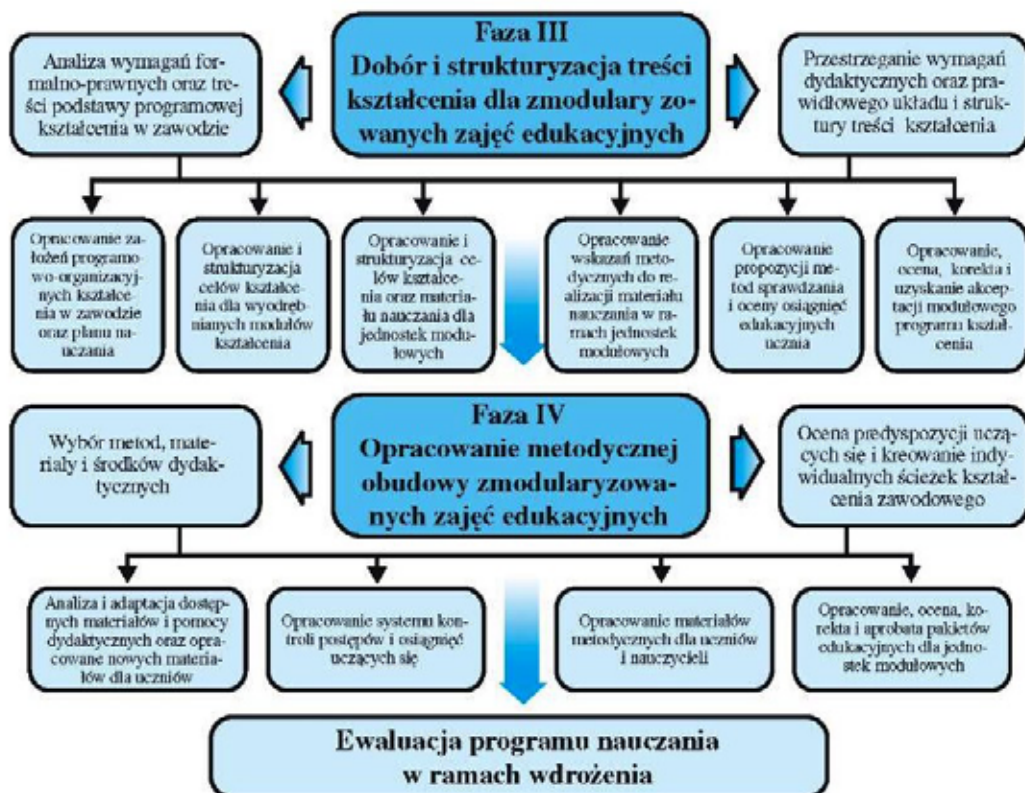 Analiza wymagań for-
malno-prawnych oraz tre-
ści podstawy programowej
kształcenia w zawodzie
Faza III
Dobór i strukturyzacja treści
kształcenia dla zmodulary zo-
wanych zajęć edukacyjnych
Przestrzeganie wymagań
dydaktycznych oraz pra-
widłowego układu i struk-
tury treści kształcenia
Opracowanie za-
łożeń programo-
wo-organizacyj-
nych kształce-
nia w zawodzie
oraz planu na-
uczania
Opracowanie i
strukturyzacja
celów kształce-
nia dla wyodręb-
nianych modułów
kształcenia
Opracowanie i
strukturyzacja ce-
lów kształce-
nia oraz materia-
łu nauczania dla
jednostek modu-
łowych
Opracowanie
wskazań meto-
dycznych do re-
alizacji materiału
nauczania w ra-
mach jednostek
modułowych
Opracowanie
propozycji me-
tod sprawdzania
i oceny osiągnięć
edukacyjnych
ucznia
Opracowanie,
ocena, korekta i
uzyskanie akcep-
tacji modułowego
programu kształ-
cenia
Wybór metod, mate-
riały i środków dydak-
tycznych
Faza IV
Opracowanie metodycznej
obudowy zmodularyzowa-
nych zajęć edukacyjnych
Ocena predyspozycji uczą-
cych się i kreowanie indy-
widualnych ścieżek kształ-
cenia zawodowego
Analiza i adaptacja dostęp-
nych materiałów i pomocy
dydaktycznych oraz opra-
cowane nowych materia-
łów dla uczniów
Opracowanie systemu kon-
troli postępów i osiągnięć
uczących się
Opracowanie materiałów
metodycznych dla uczniów
i nauczycieli
Opracowanie, ocena, ko-
rekta i aprobata pakietów
edukacyjnych dla jedno-
stek modułowych
Ewaluacja programu nauczania
w ramach wdrożenia